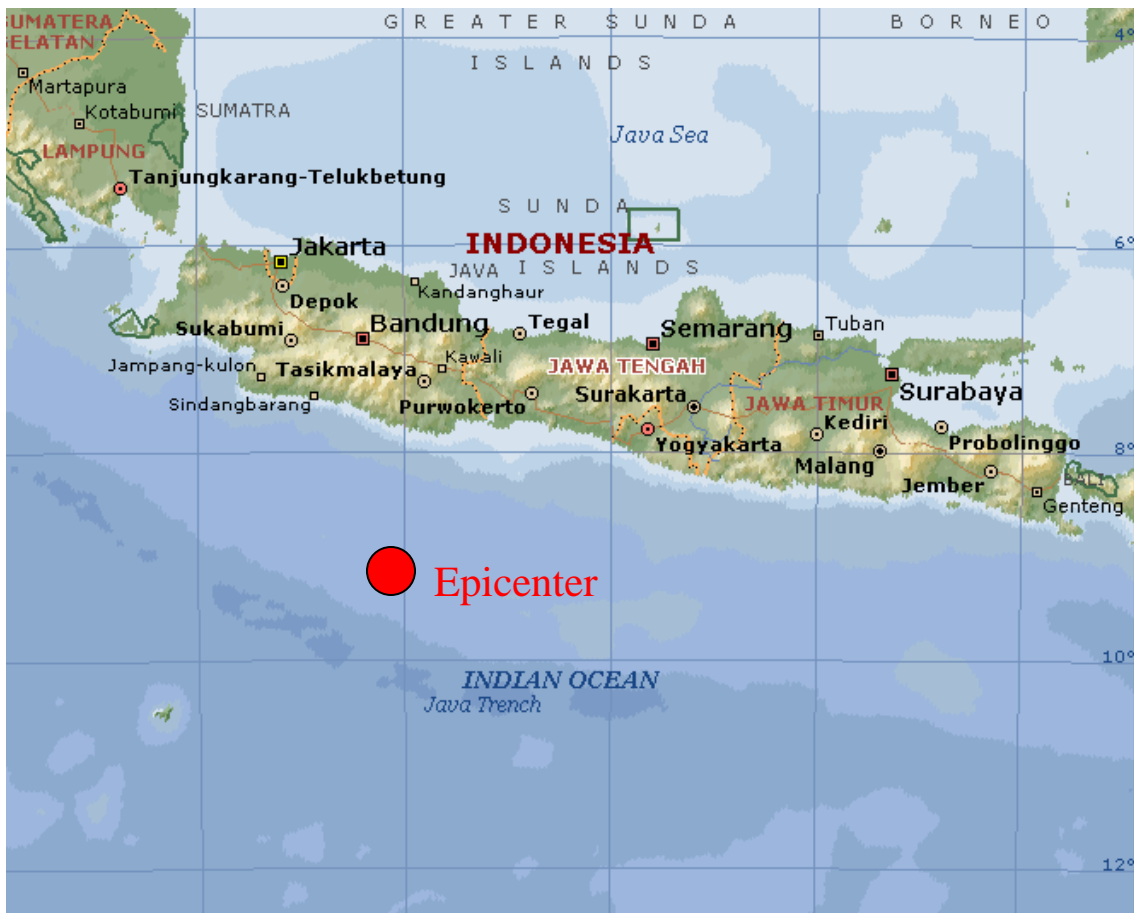 GREATER SUNDA
BORNEO
SUMATERA
SELATAN
4°
ISLANDS
Martapura
Kotabumi
SUMATRA
Java Sea
LAMPUNG
Tanjungkarang-Telukbetung
SUNDA
INDONESIA
6°
Jakarta
JAVA
ISLANDS
Depok
Kandanghaur
Sukabumi
Bandung
Tegal
Semarang
Tuban
Jampang-kulon
Tasikmalaya
Kawali
JAWA TENGAH
Sindangbarang
Purwokerto
Surakarta
JAWA TIMUR
Surabaya
Yogyakarta
Kediri
Probolinggo
8°
Malang
Jember
BALI
Genteng
Epicenter
10°
INDIAN OCEAN
Java Trench
12°